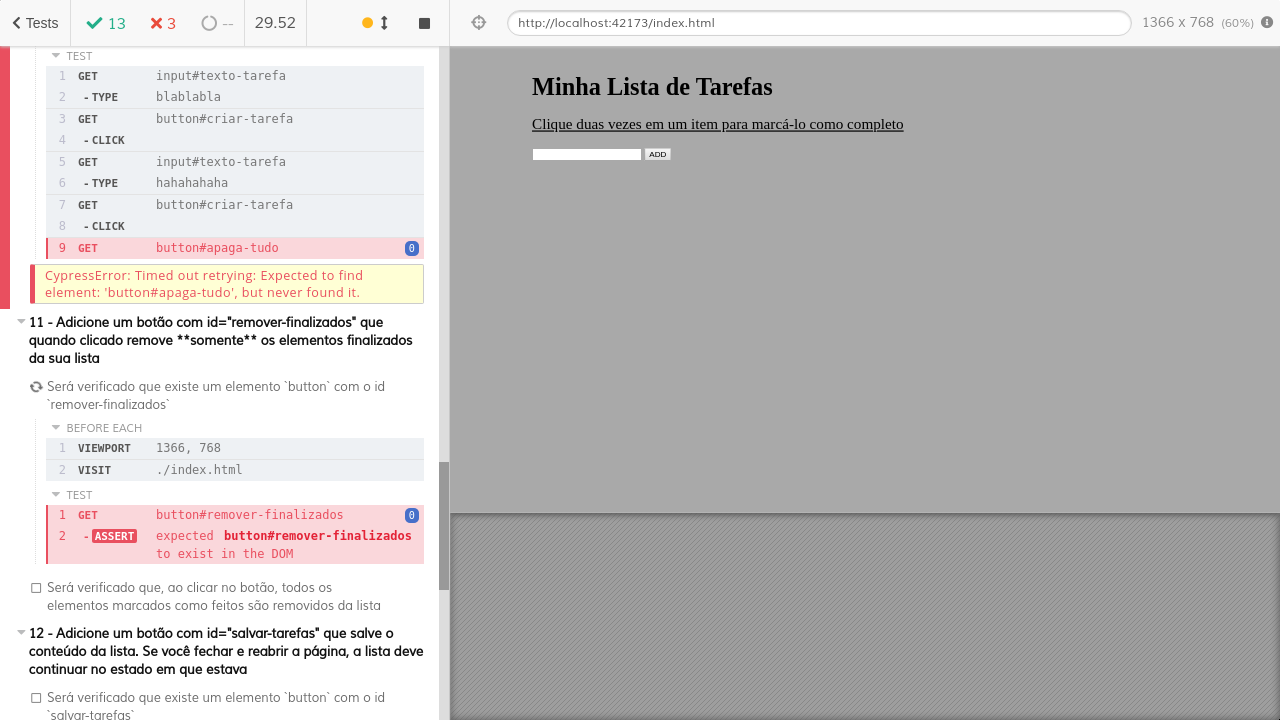 Tests 13 3 -- 29.52 http://localhost:42173/index.html 1366 x 768 (60%)
TEST
1 GET input#texto-tarefa
2 -TYPE blablabla
3 GET button#criar-tarefa
4 -CLICK
5 GET input#texto-tarefa
6 -TYPE hahahahaha
7 GET button#criar-tarefa
8 -CLICK
9 GET button#apaga-tudo 0
CypressError: Timed out retrying: Expected to find
element: 'button#apaga-tudo', but never found it.
11 - Adicione um botão com id="remover-finalizados" que
quando clicado remove **somente** os elementos finalizados
da sua lista
Será verificado que existe um elemento `button` com o id
`remover-finalizados`
BEFORE EACH
1 VIEWPORT 1366, 768
2 VISIT ./index.html
TEST
1 GET button#remover-finalizados 0
2 -ASSERT expected button#remover-finalizados
to exist in the DOM
Será verificado que, ao clicar no botão, todos os
elementos marcados como feitos são removidos da lista
12 - Adicione um botão com id="salvar-tarefas" que salve o
conteúdo da lista. Se você fechar e reabrir a página, a lista deve
continuar no estado em que estava
Será verificado que existe um elemento `button` com o id
`salvar-tarefas`
Minha Lista de Tarefas
Clique duas vezes em um item para marcá-lo como completo
ADD